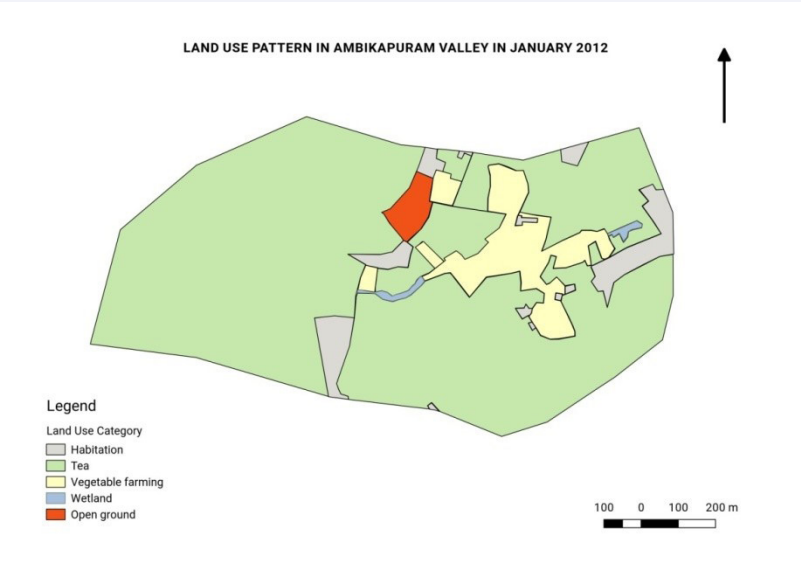 LAND USE PATTERN IN AMBIKAPURAM VALLEY IN JANUARY 2012
Legend
Land Use Category
Habitation
Tea
Vegetable farming
Wetland
Open ground
100 0 100 200 m